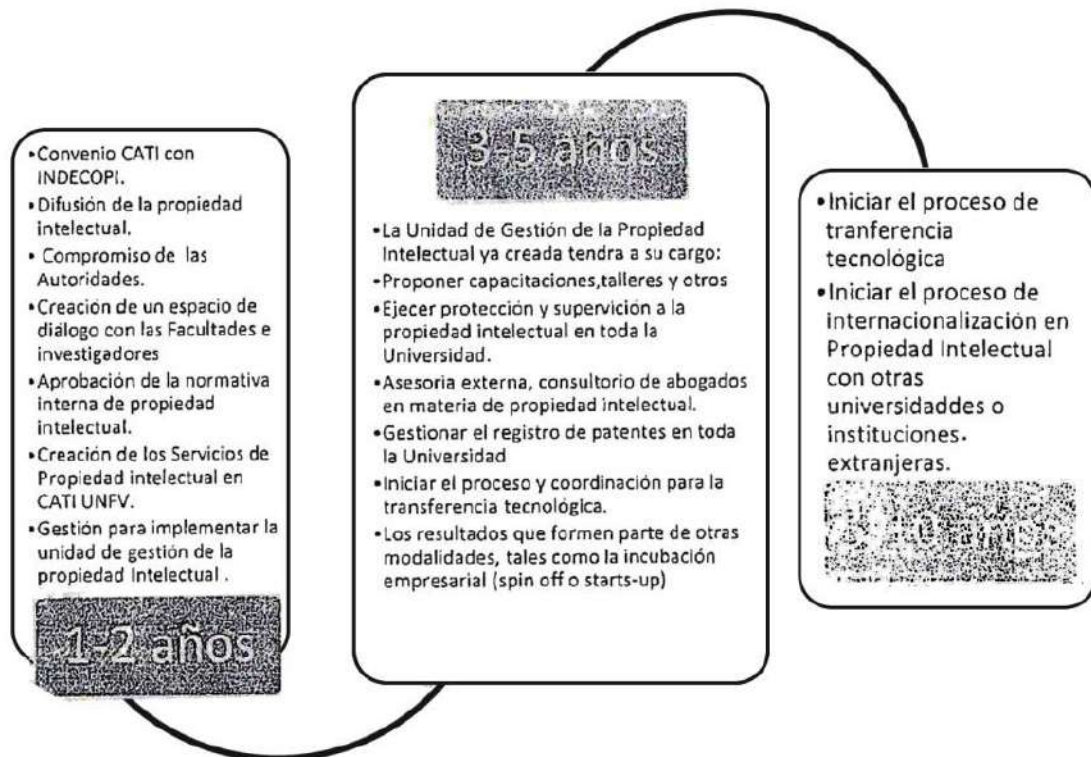 •Convenio CATI con
INDECOPI.
•Difusión de la propiedad
intelectual.
• Compromiso de las
Autoridades.
•Creación de un espacio de
diálogo con las Facultades e
investigadores
•Aprobación de la normativa
interna de propiedad
intelectual.
•Creación de los Servicios de
Propiedad intelectual en
CATI UNFV.
•Gestión para implementar la
unidad de gestión de la
propiedad Intelectual .
1-2 años
3-5 años
•La Unidad de Gestión de la Propiedad
Intelectual ya creada tendra a su cargo:
•Proponer capacitaciones,talleres y otros
•Ejecer protección y supervición a la
propiedad intelectual en toda la
Universidad.
•Asesoria externa, consultorio de abogados
en materia de propiedad intelectual.
•Gestionar el registro de patentes en toda
la Universidad
•Iniciar el proceso y coordinación para la
transferencia tecnológica.
•Los resultados que formen parte de otras
modalidades, tales como la incubación
empresarial (spin off o starts-up)
•Iniciar el proceso de
tranferencia
tecnológica
•Iniciar el proceso de
internacionalización en
Propiedad Intelectual
con otras
universidaddes o
instituciones.
extranjeras.
años